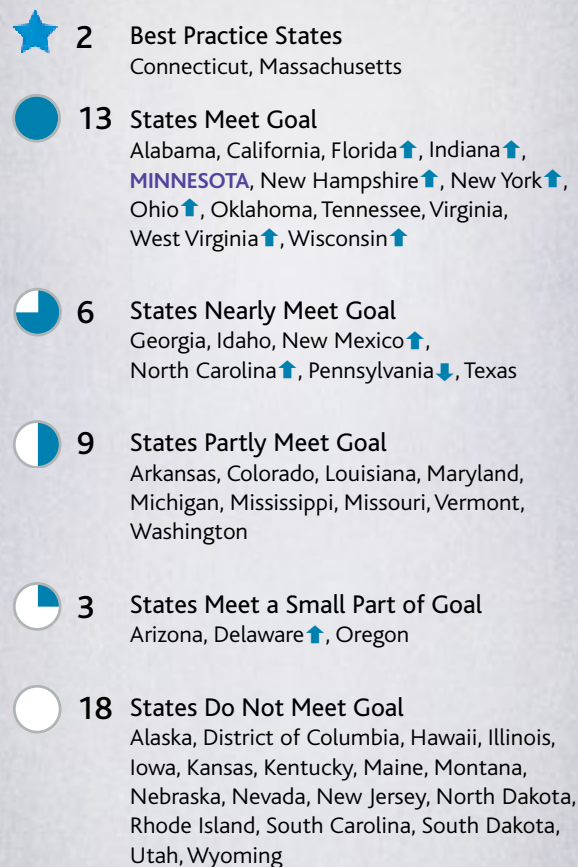 2 Best Practice States
Connecticut, Massachusetts
13 States Meet Goal
Alabama, California, Florida⬆, Indiana⬆,
MINNESOTA, New Hampshire⬆, New York⬆,
Ohio⬆, Oklahoma, Tennessee, Virginia,
West Virginia⬆, Wisconsin⬆
6 States Nearly Meet Goal
Georgia, Idaho, New Mexico⬆,
North Carolina⬆, Pennsylvania⬇, Texas
9 States Partly Meet Goal
Arkansas, Colorado, Louisiana, Maryland,
Michigan, Mississippi, Missouri, Vermont,
Washington
3 States Meet a Small Part of Goal
Arizona, Delaware⬆, Oregon
18 States Do Not Meet Goal
Alaska, District of Columbia, Hawaii, Illinois,
Iowa, Kansas, Kentucky, Maine, Montana,
Nebraska, Nevada, New Jersey, North Dakota,
Rhode Island, South Carolina, South Dakota,
Utah, Wyoming